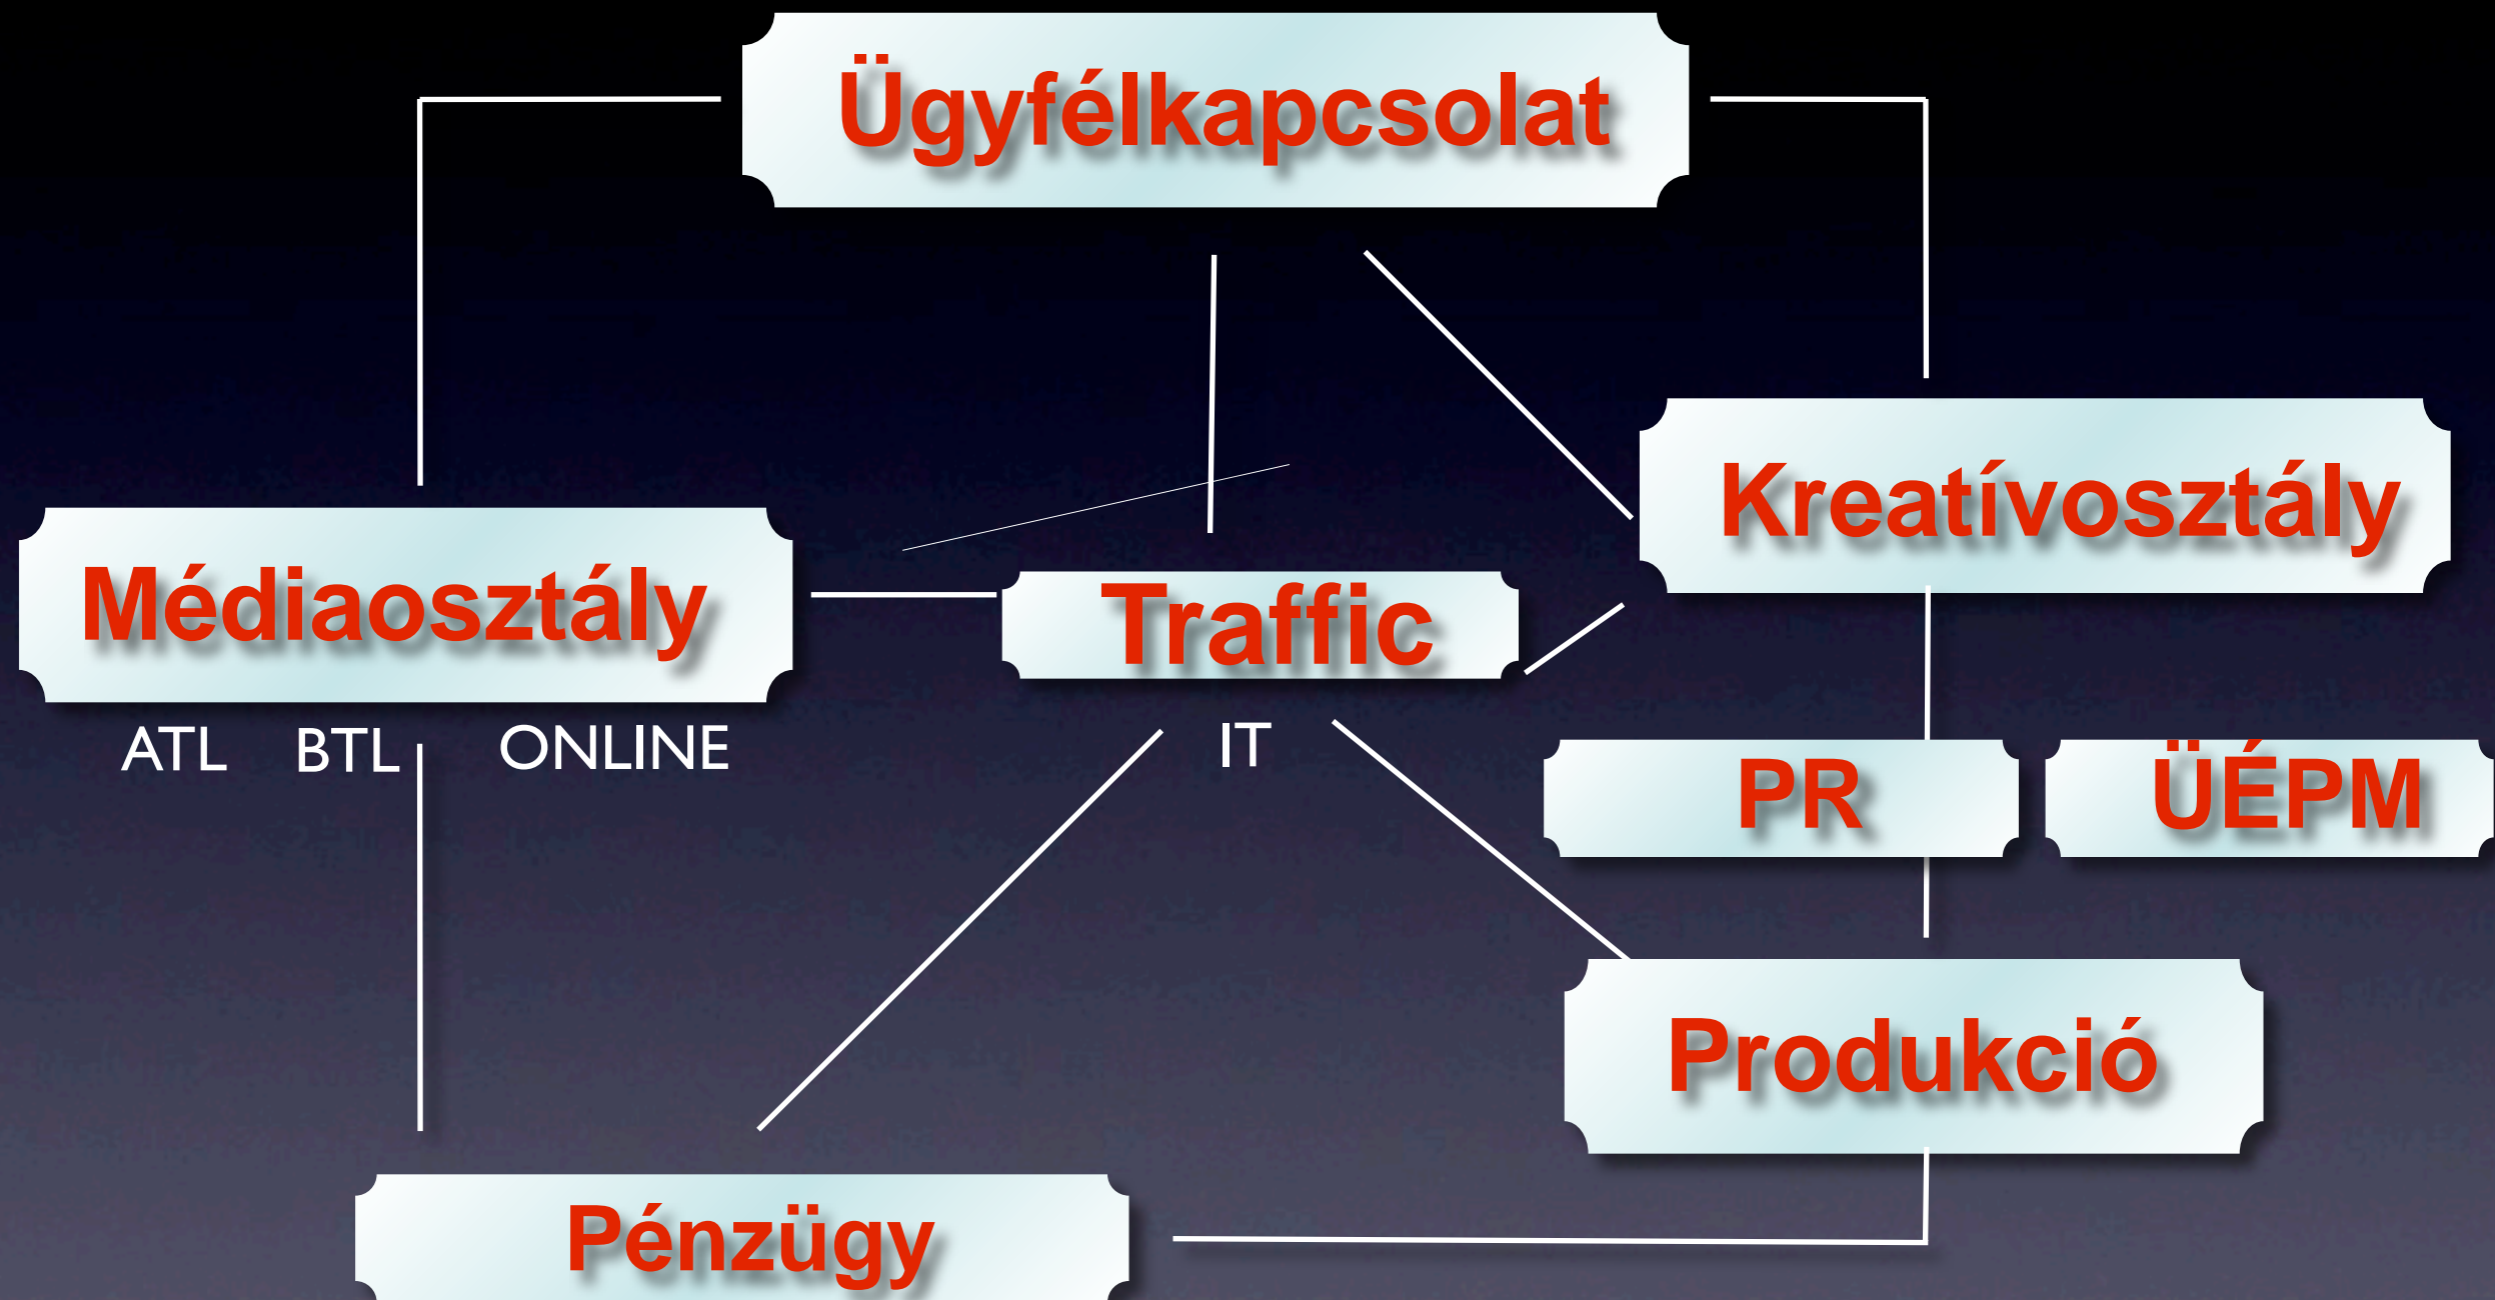 Ügyfélkapcsolat
Kreatívosztály
Médiaosztály
Traffic
ATL BTL ONLINE
IT
PR
ÜÉPM
Produkció
Pénzügy